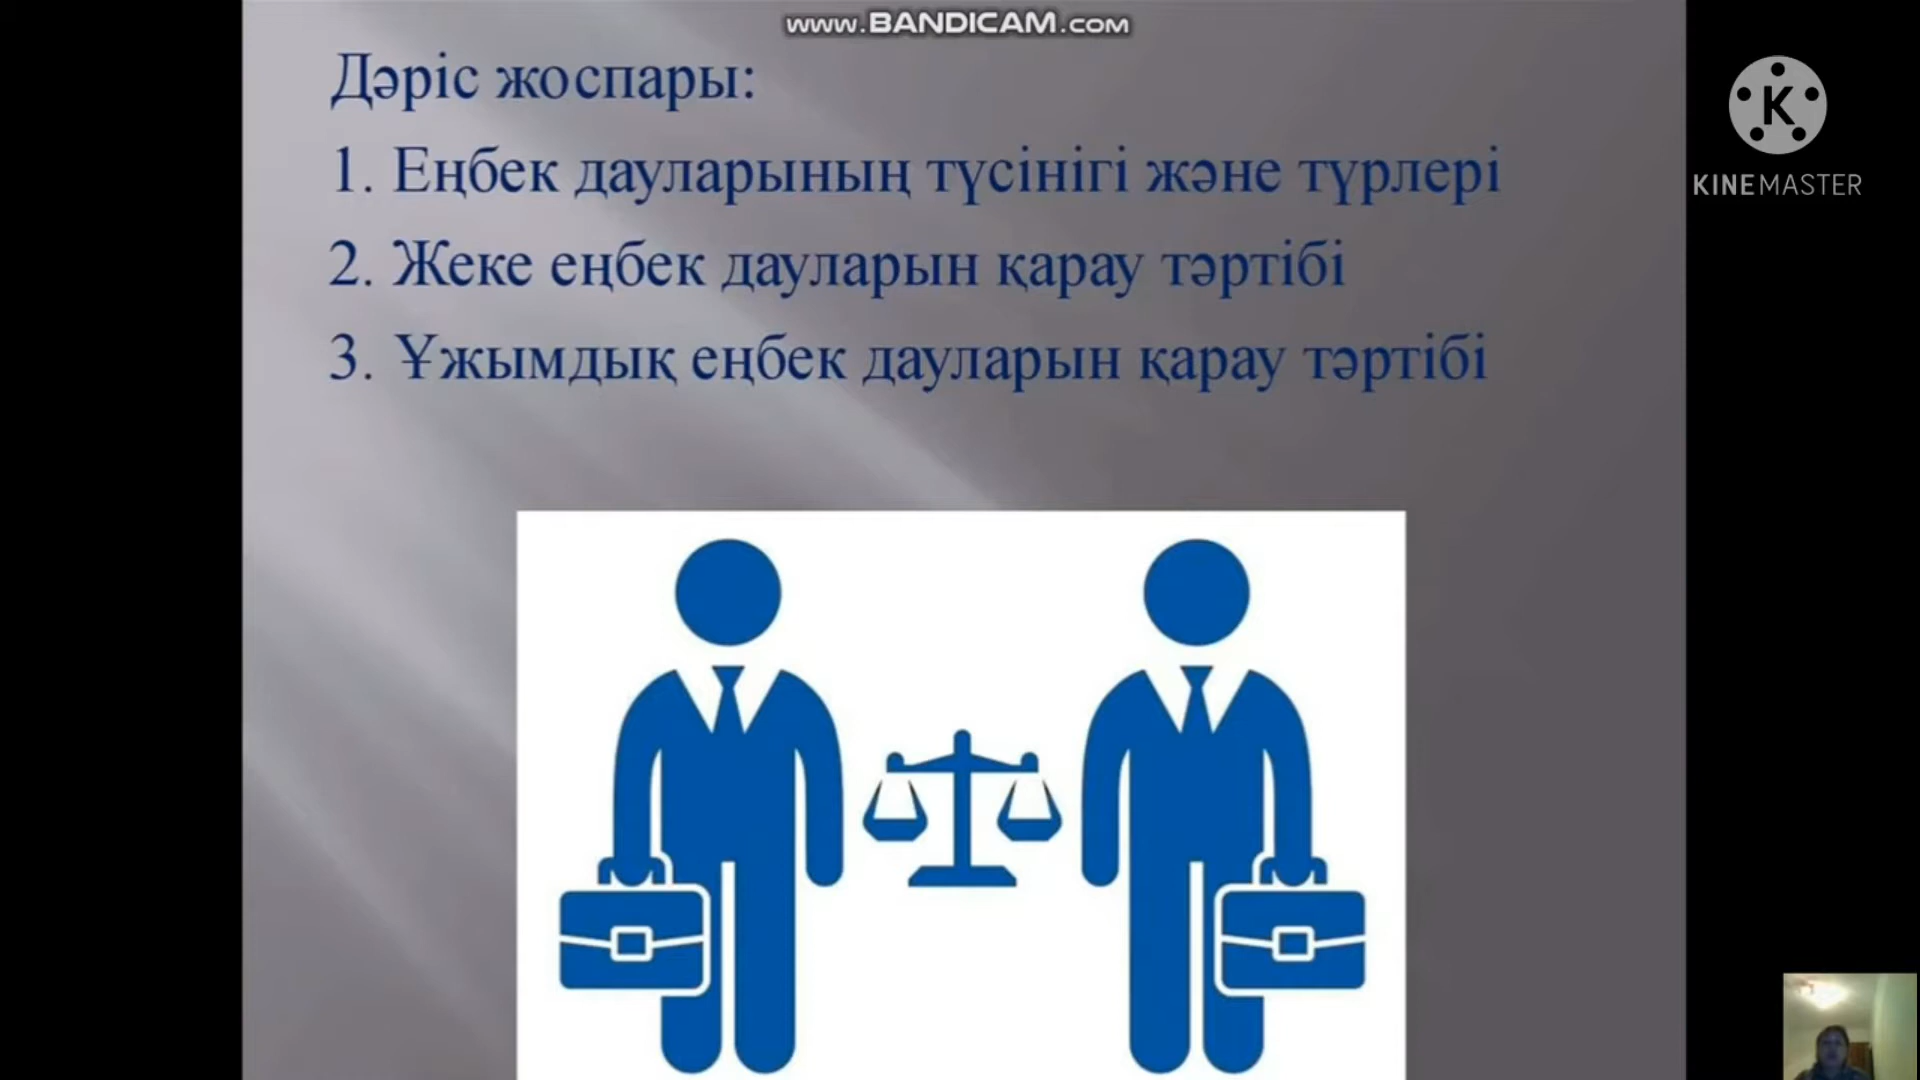 www.BANDICAM.com
Дәріс жоспары:
1. Еңбек дауларының түсінігі және түрлері
2. Жеке еңбек дауларын қарау тәртібі
3. Ұжымдық еңбек дауларын қарау тәртібі
K
KINEMASTER